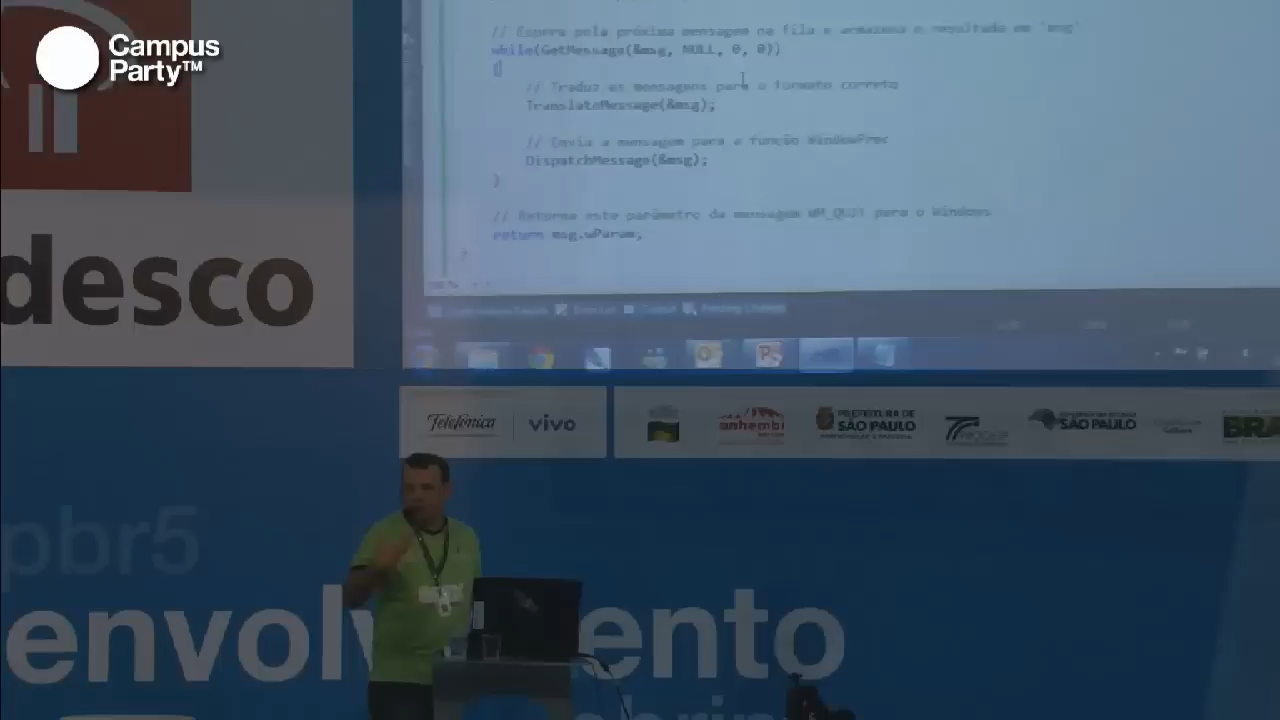 Campus
Party™
// Espera pela próxima mensagem na fila e armazena o resultado em 'msg'
while(GetMessage(&msg, NULL, 0, 0))
{
// Traduz as mensagens para o formato correto
TranslateMessage(&msg);
// Envia a mensagem para a função WindowProc
DispatchMessage(&msg);
}
// Retorna este parâmetro da mensagem WM_QUIT para o Windows
return msg.wParam;
}
desco
Telefónica | vivo
anhembi
PREFEITURA DE
SÃO PAULO
SÃO PAULO
BRA
pbr5
envolv
ento